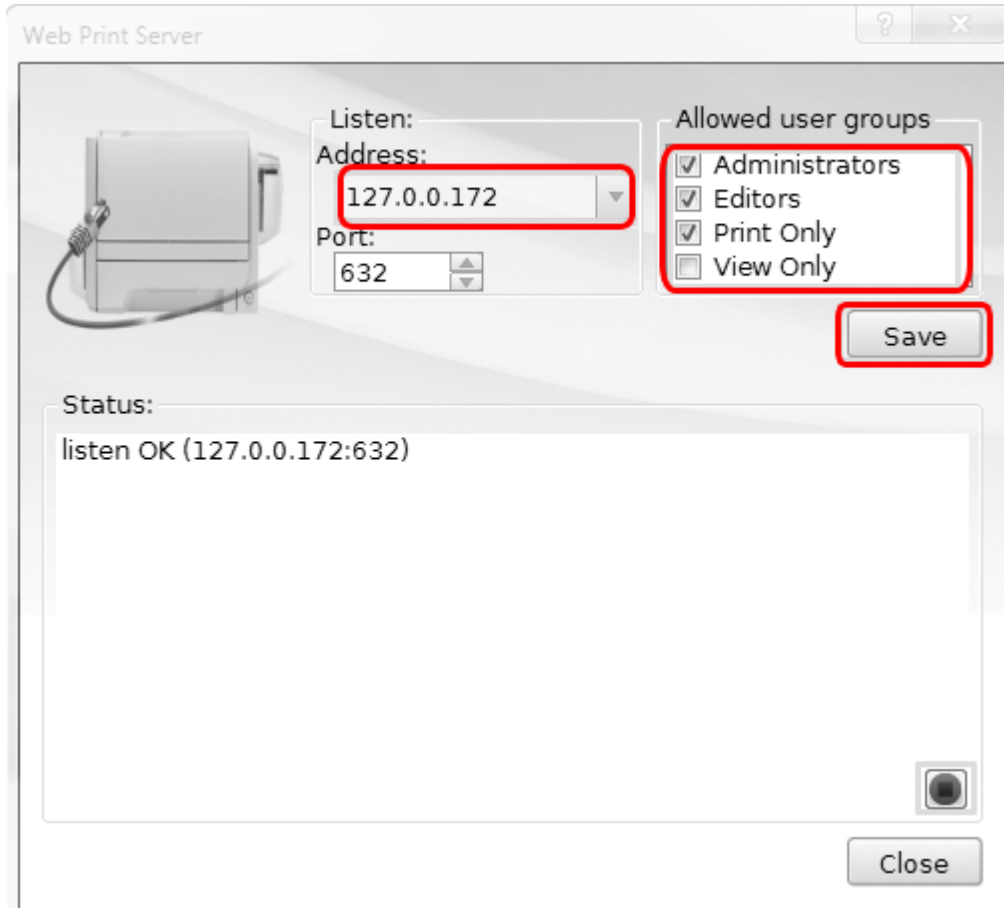 Web Print Server
Listen:
Address:
127.0.0.172
Port:
632
Allowed user groups
Administrators
Editors
Print Only
View Only
Save
Status:
listen OK (127.0.0.172:632)
Close